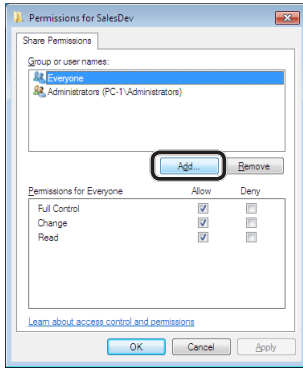 Permissions for SalesDev
Share Permissions
Group or user names:
Everyone
Administrators (PC-1\Administrators)
Add... Remove
Permissions for Everyone Allow Deny
Full Control
Change
Read
Learn about access control and permissions
OK Cancel Apply